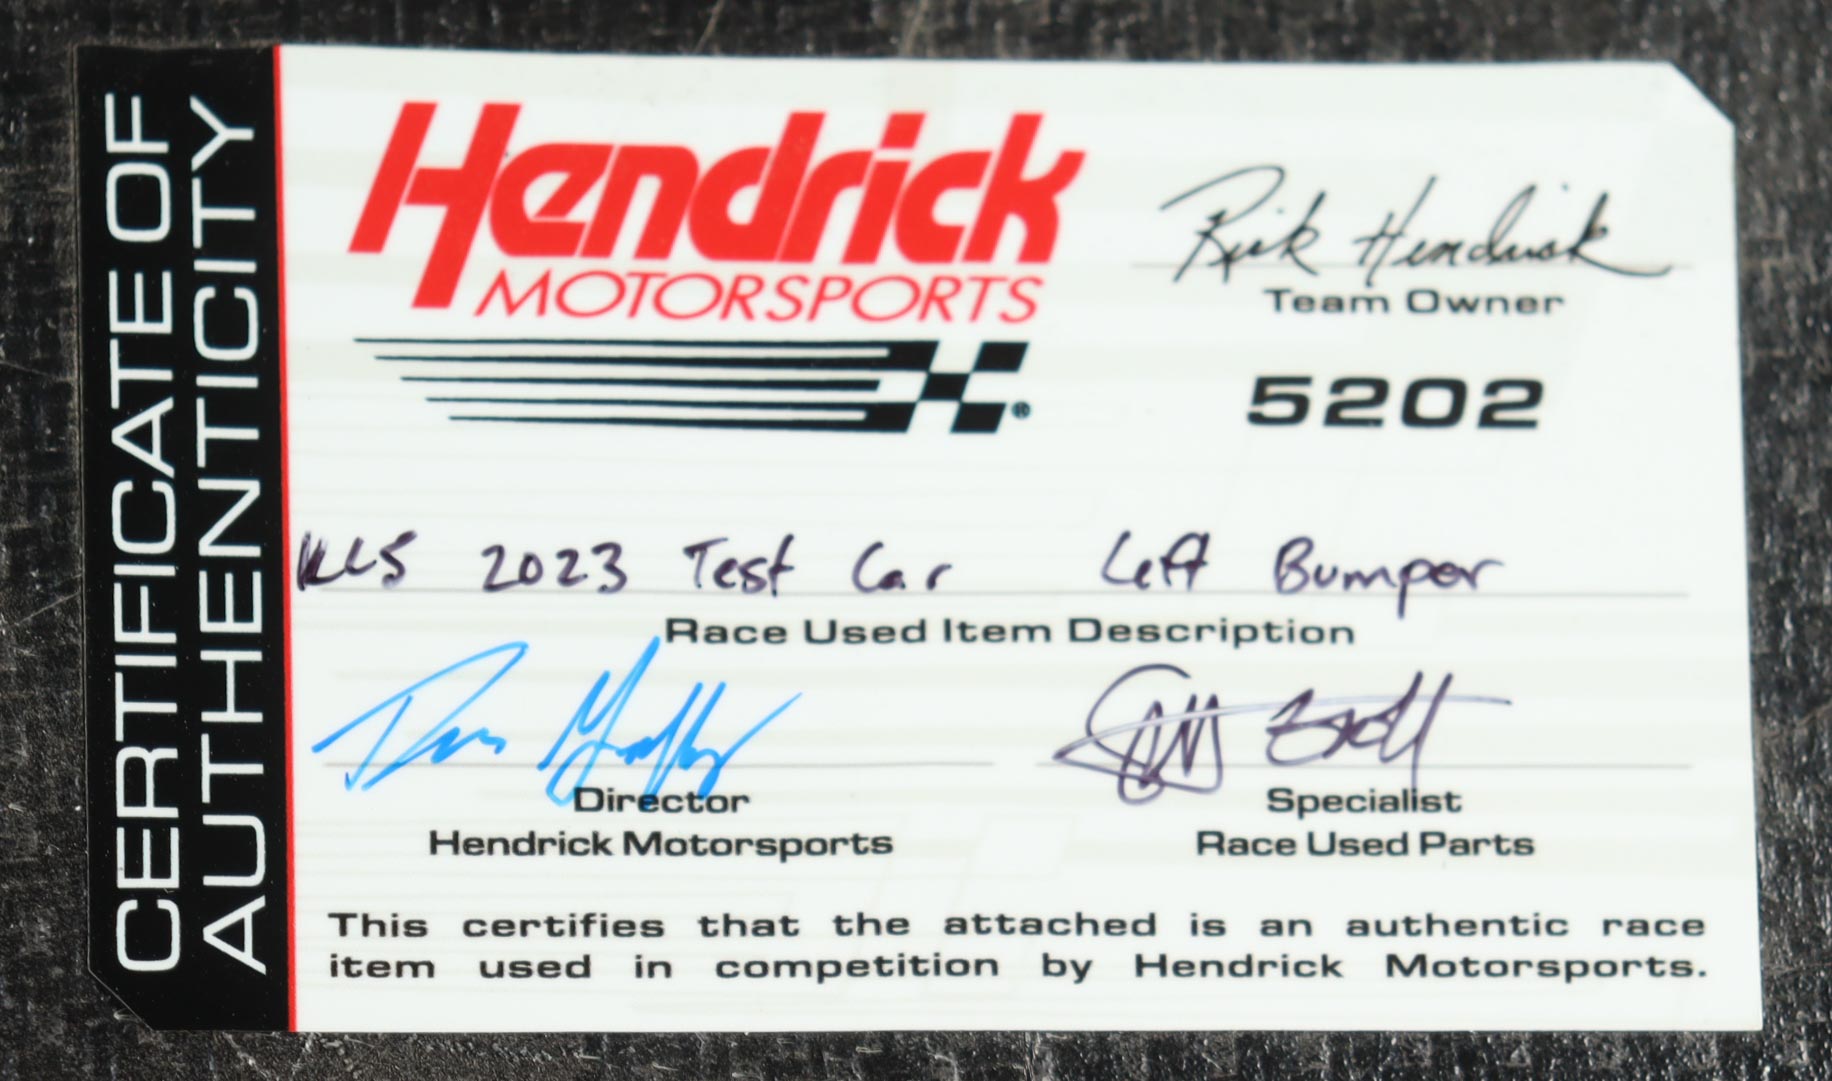 CERTIFICATE OF
AUTHENTICITY
Hendrick
MOTORSPORTS
®
Rick Hendrick
Team Owner
5202
KLS 2023 Test Car Left Bumper
Race Used Item Description
Director
Hendrick Motorsports
Specialist
Race Used Parts
This certifies that the attached is an authentic race
item used in competition by Hendrick Motorsports.